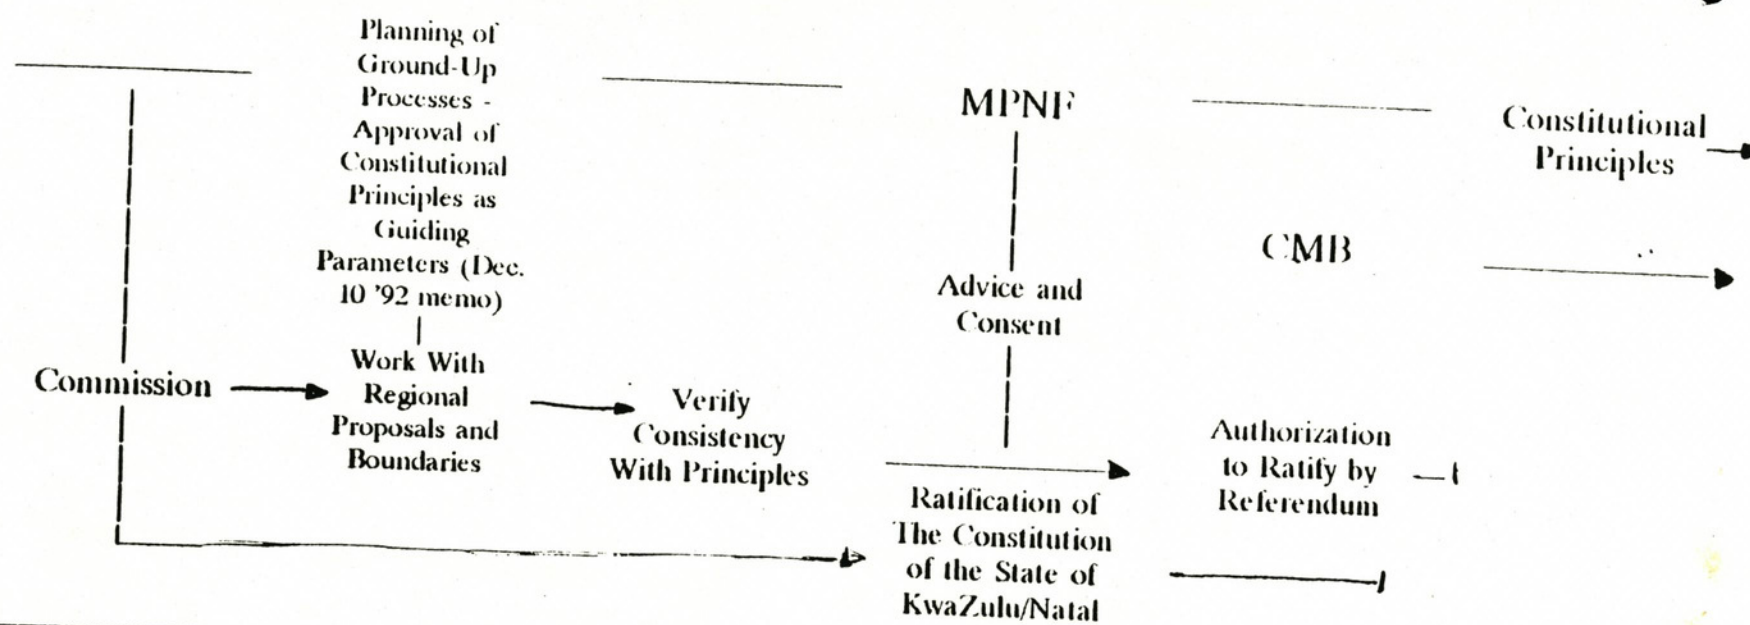 Planning of
Ground-Up
Processes -
Approval of
Constitutional
Principles as
Guiding
Parameters (Dec.
10 '92 memo)
MPNF
Constitutional
Principles
CMB
Advice and
Consent
Commission
Work With
Regional
Proposals and
Boundaries
Verify
Consistency
With Principles
Authorization
to Ratify by
Referendum
Ratification of
The Constitution
of the State of
KwaZulu/Natal